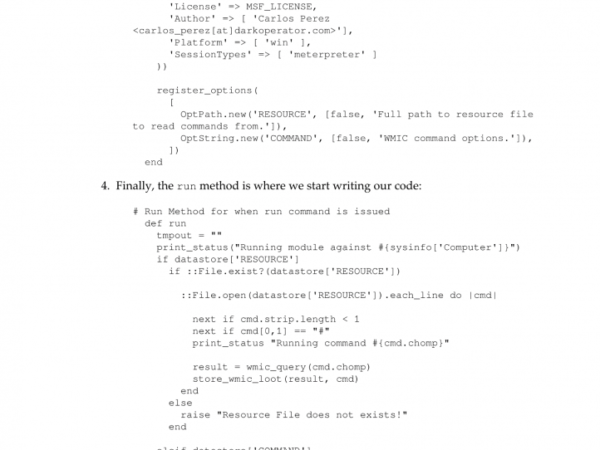 'License' => MSF_LICENSE,
'Author' => [ 'Carlos Perez
<carlos_perez[at]darkoperator.com>'],
'Platform' => [ 'win' ],
'SessionTypes' => [ 'meterpreter' ]
))
register_options(
[
OptPath.new('RESOURCE', [false, 'Full path to resource file
to read commands from.']),
OptString.new('COMMAND', [false, 'WMIC command options.']),
])
end
4. Finally, the run method is where we start writing our code:
# Run Method for when run command is issued
def run
tmpout = ""
print_status("Running module against #{sysinfo['Computer']}")
if datastore['RESOURCE']
if ::File.exist?(datastore['RESOURCE'])
::File.open(datastore['RESOURCE']).each_line do |cmd|
next if cmd.strip.length < 1
next if cmd[0,1] == "#"
print_status "Running command #{cmd.chomp}"
result = wmic_query(cmd.chomp)
store_wmic_loot(result, cmd)
end
else
raise "Resource File does not exists!"
end